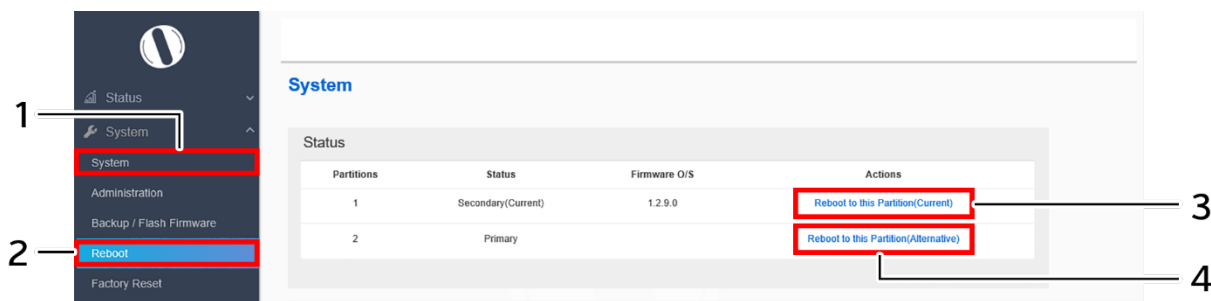 System
1
Status
System
Status
System
Partitions Status Firmware O/S Actions
Administration
1 Secondary(Current) 1.2.9.0 Reboot to this Partition(Current)
3
Backup / Flash Firmware
2
Reboot
2 Primary Reboot to this Partition(Alternative)
Factory Reset
4